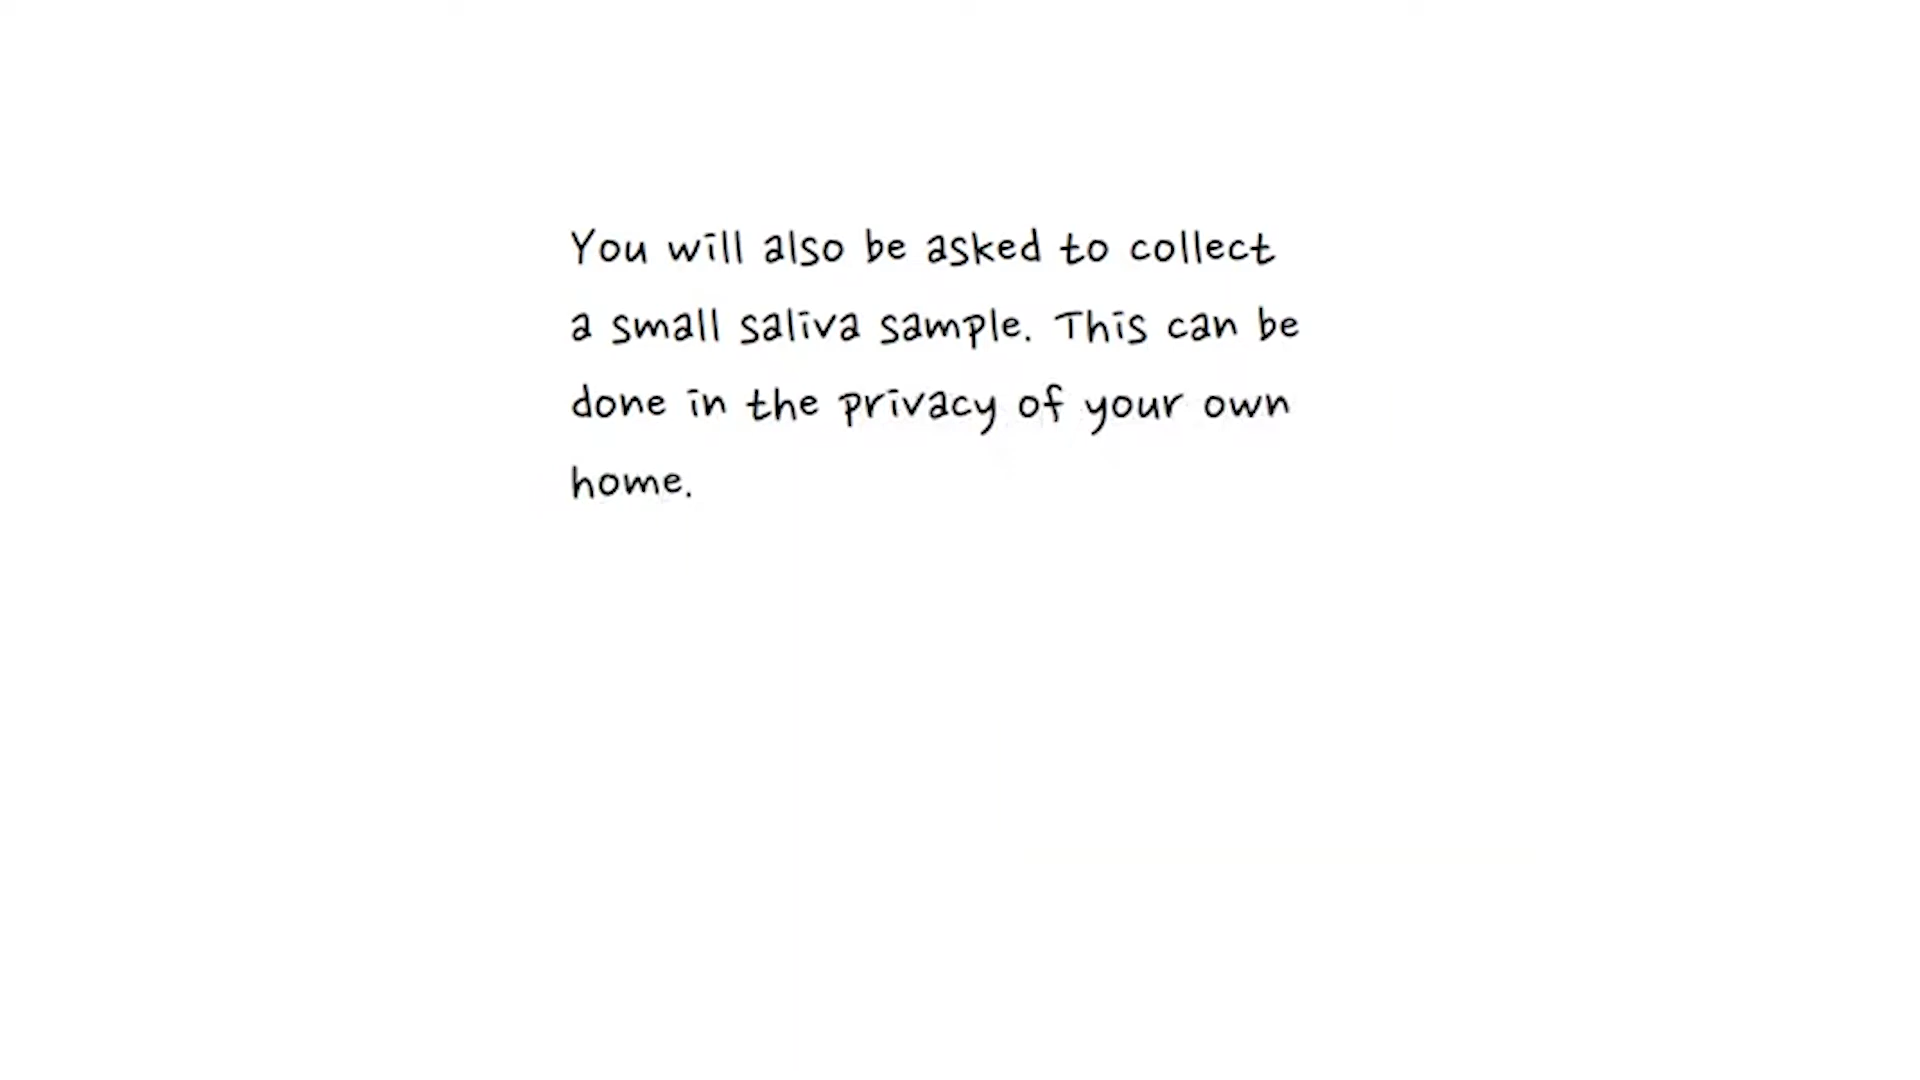 You will also be asked to collect
a small saliva sample. This can be
done in the privacy of your own
home.